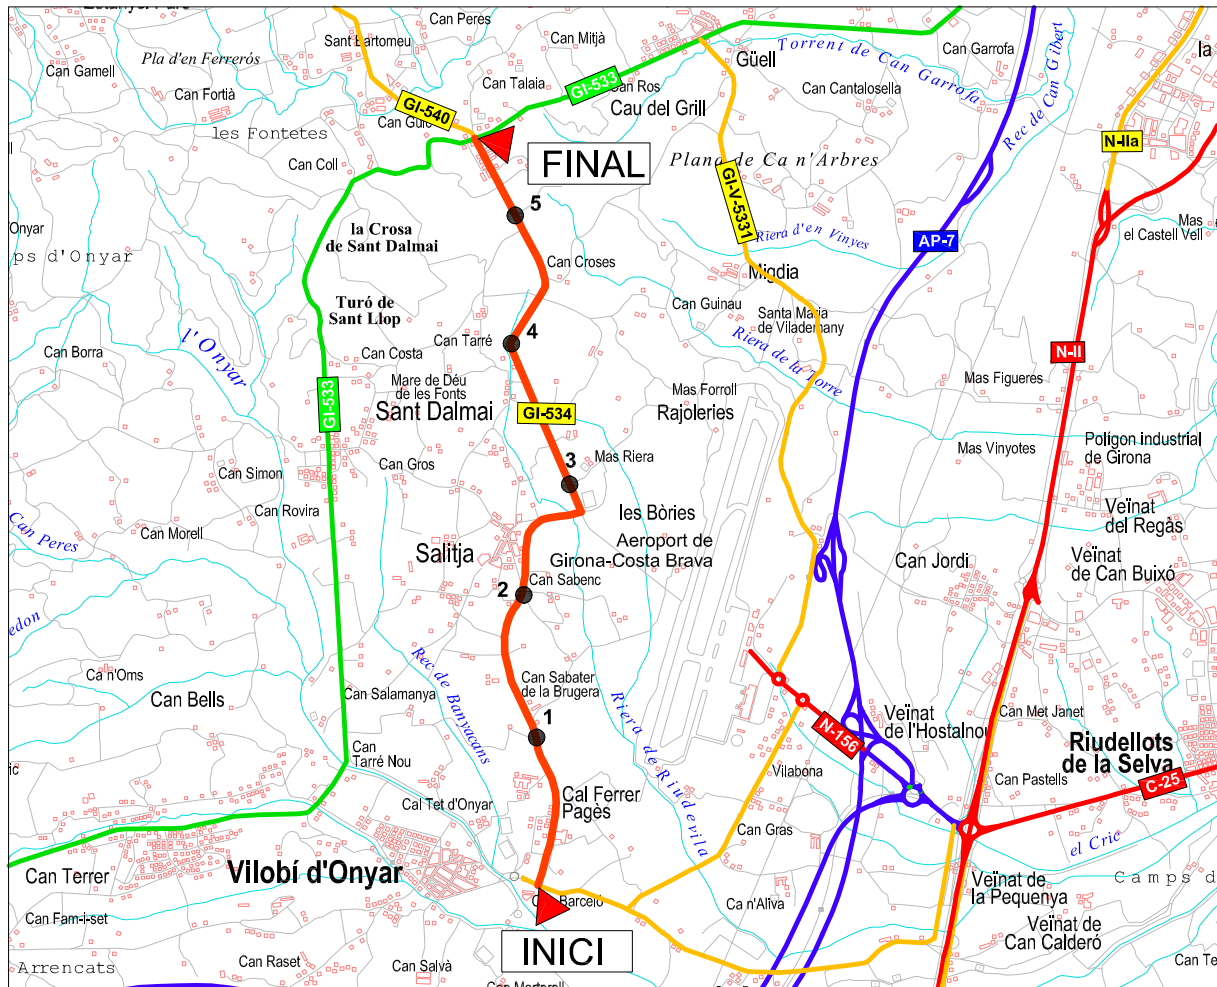 Can Peres
Can Mitjà
Sant Bartomeu
Torrent de Can Garrofa
Can Garrofa
la
Pla d'en Ferrerós
Güell
Can Gamell
Can Talaia
GI-533
Can Ros
Can Cantalosella
Rec de Can Gibert
Can Fortià
GI-540
Cau del Grill
les Fontetes
N-IIa
FINAL
Plana de Ca n'Arbres
Can Coll
GI-V-5331
5
Onyar
la Crosa
de Sant Dalmai
Riera d'en Vinyes
AP-7
Mas
el Castell Vell
ps d'Onyar
Can Croses
Migdia
Turó de
Sant Llop
Can Guinau
Santa Maria
de Vilademany
4
l'Onyar
Can Tarré
Riera de la Torre
N-II
Can Borra
Can Costa
Mare de Déu
de les Fonts
Mas Forroll
Mas Figueres
GI-533
Sant Dalmai
GI-534
Rajoleries
Mas Vinyotes
Polígon industrial
de Girona
3
Mas Riera
Can Gros
Can Simon
Can Rovira
les Bòries
Veïnat
del Regàs
Can Peres
Can Morell
Aeroport de
Girona-Costa Brava
Salitja
Can Jordi
Veïnat
de Can Buixó
Can Sabenc
2
edon
Rec de Banyacans
Ca n'Oms
Can Bells
Can Salamanya
Can Sabater
de la Brugera
Riera de Riudevila
1
Veïnat
de l'Hostalnou
Can Met Janet
N-156
Riudellots
de la Selva
Can
Tarré Nou
ic
Vilabona
Can Pastells
C-25
Cal Tet d'Onyar
Cal Ferrer
Pagès
Can Gras
el Cric
Can Terrer
Vilobí d'Onyar
Camps d
Veïnat de
la Pequenya
Barceló
Ca n'Aliva
Can Fam-i-set
Veïnat de
Can Calderó
INICI
Arrencats
Can Raset
Can Salvà
Can Te